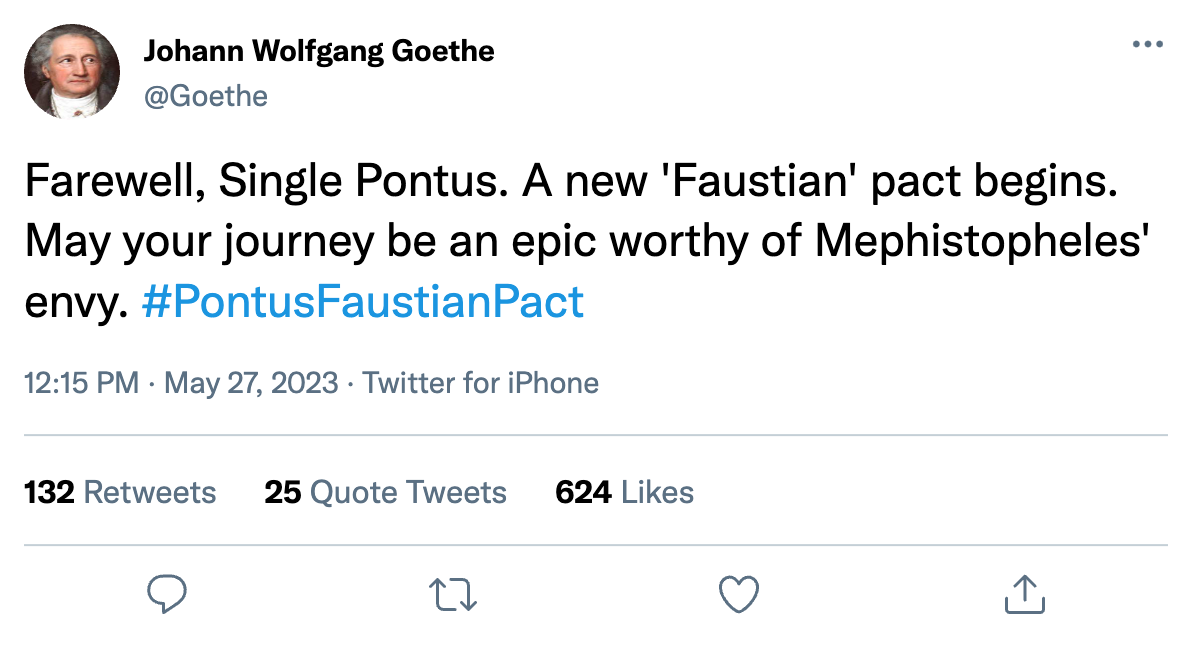 Johann Wolfgang Goethe
@Goethe
Farewell, Single Pontus. A new 'Faustian' pact begins.
May your journey be an epic worthy of Mephistopheles'
envy. #PontusFaustianPact
12:15 PM · May 27, 2023 · Twitter for iPhone
132 Retweets 25 Quote Tweets 624 Likes